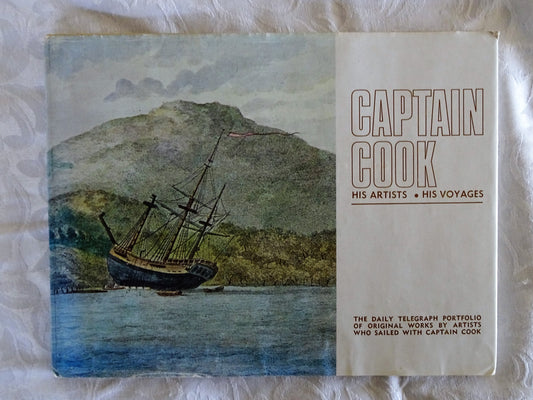 CAPTAIN
COOK
HIS ARTISTS • HIS VOYAGES
THE DAILY TELEGRAPH PORTFOLIO
OF ORIGINAL WORKS BY ARTISTS
WHO SAILED WITH CAPTAIN COOK